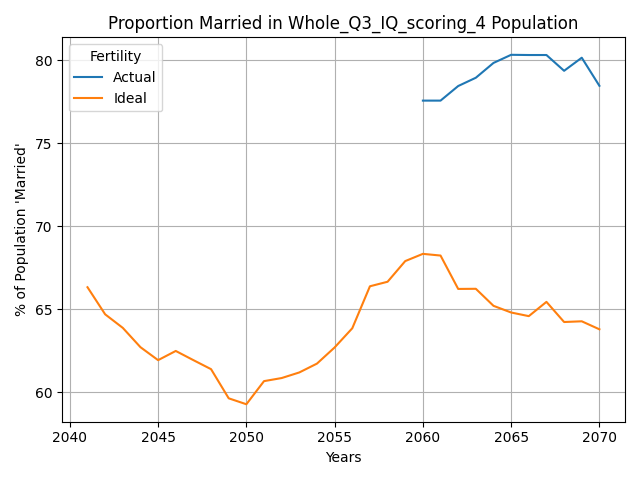 Proportion Married in Whole_Q3_IQ_scoring_4 Population
Fertility
Actual
Ideal
% of Population 'Married'
80
75
70
65
60
2040
2045
2050
2055
2060
2065
2070
Years